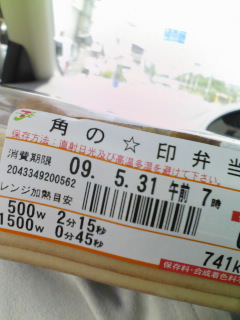 角の☆印弁当
保存方法:直射日光及び高温多湿を避けて下さい。
消費期限 09. 5.31 午前 7時
2043349200562
レンジ加熱目安
500W 2分15秒
1500W 0分45秒
741k
保存料・合成着色料